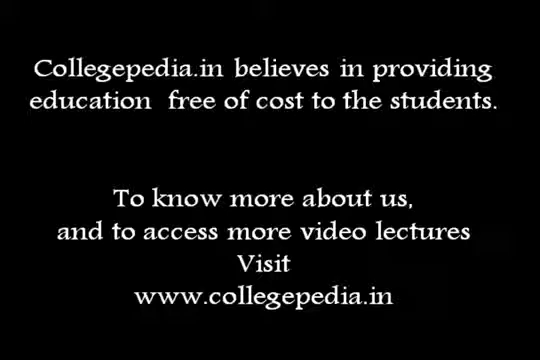 Collegepedia.in believes in providing
education free of cost to the students.
To know more about us,
and to access more video lectures
Visit
www.collegepedia.in